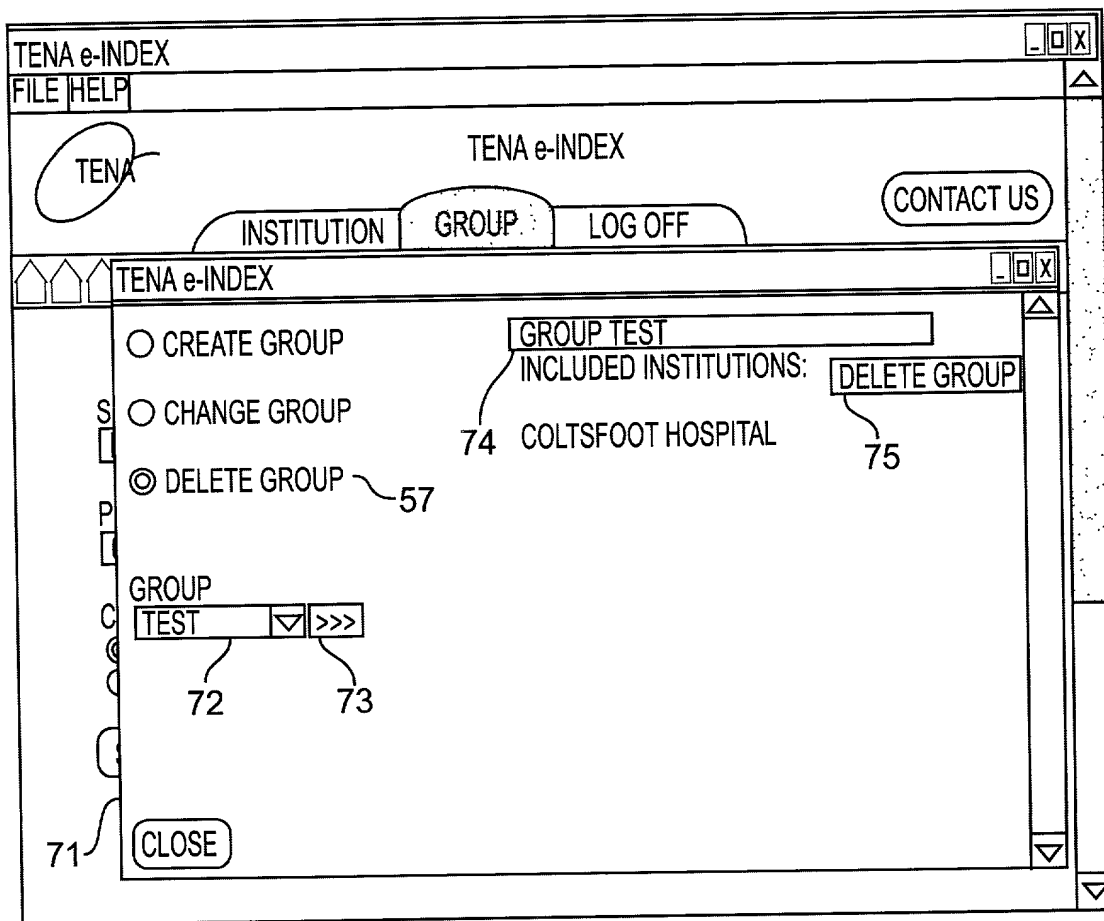 TENA e-INDEX
FILE HELP
TENA
TENA e-INDEX
CONTACT US
INSTITUTION GROUP LOG OFF
TENA e-INDEX
CREATE GROUP
GROUP TEST
INCLUDED INSTITUTIONS:
DELETE GROUP
S
CHANGE GROUP
74 COLTSFOOT HOSPITAL
75
DELETE GROUP 57
P
GROUP
C
TEST >>>
72 73
71
CLOSE